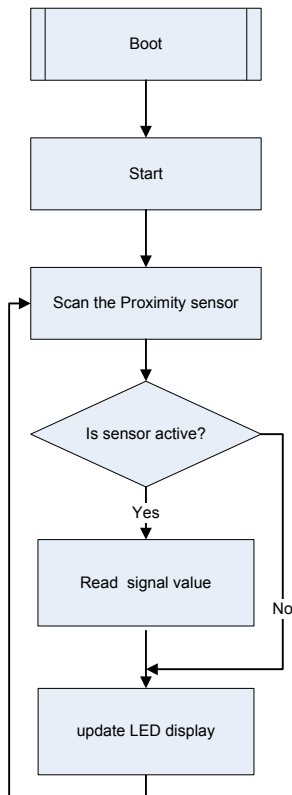 Boot
Start
Scan the Proximity sensor
Is sensor active?
Yes
Read signal value
No
update LED display